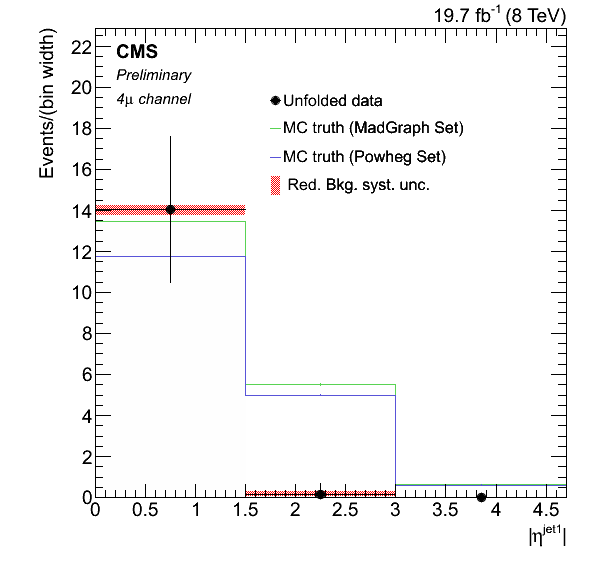 19.7 fb⁻¹ (8 TeV)
Events/(bin width)
CMS
Preliminary
4μ channel
Unfolded data
MC truth (MadGraph Set)
MC truth (Powheg Set)
Red. Bkg. syst. unc.
22
20
18
16
14
12
10
8
6
4
2
0
0 0.5 1 1.5 2 2.5 3 3.5 4 4.5
|η^jet1|